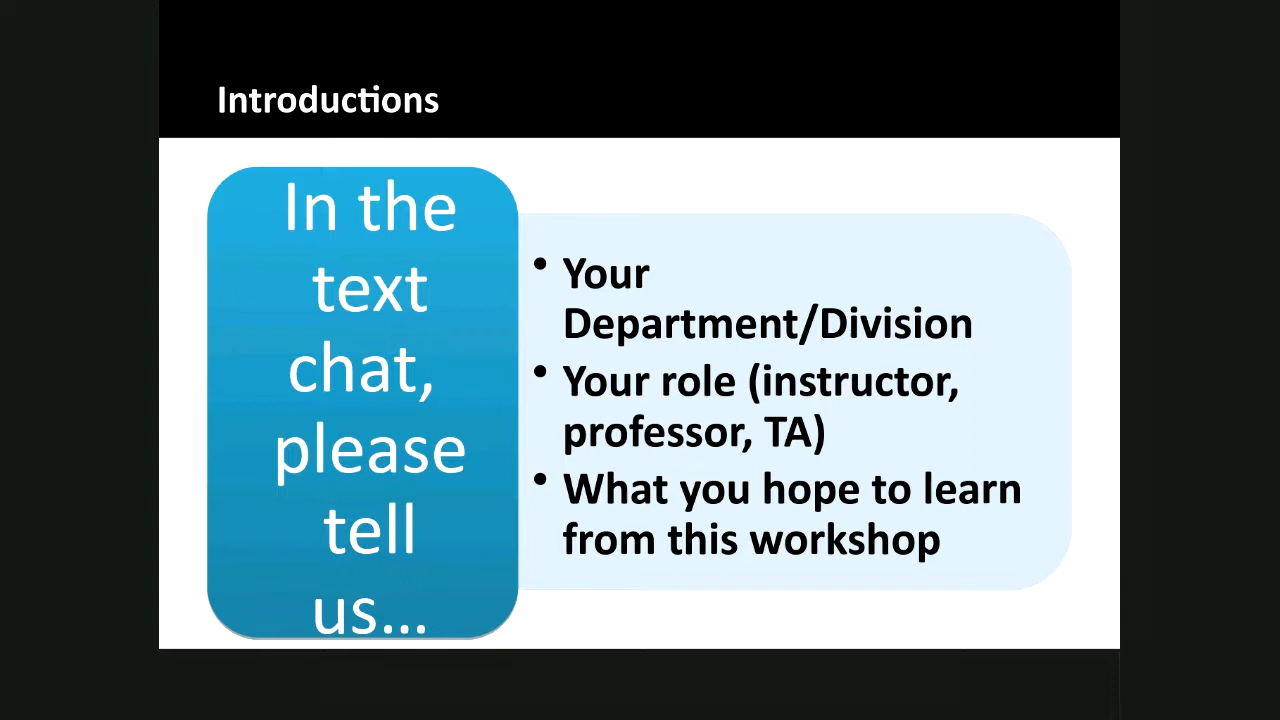 Introductions
In the
text
chat,
please
tell
us...
• Your
Department/Division
• Your role (instructor,
professor, TA)
• What you hope to learn
from this workshop